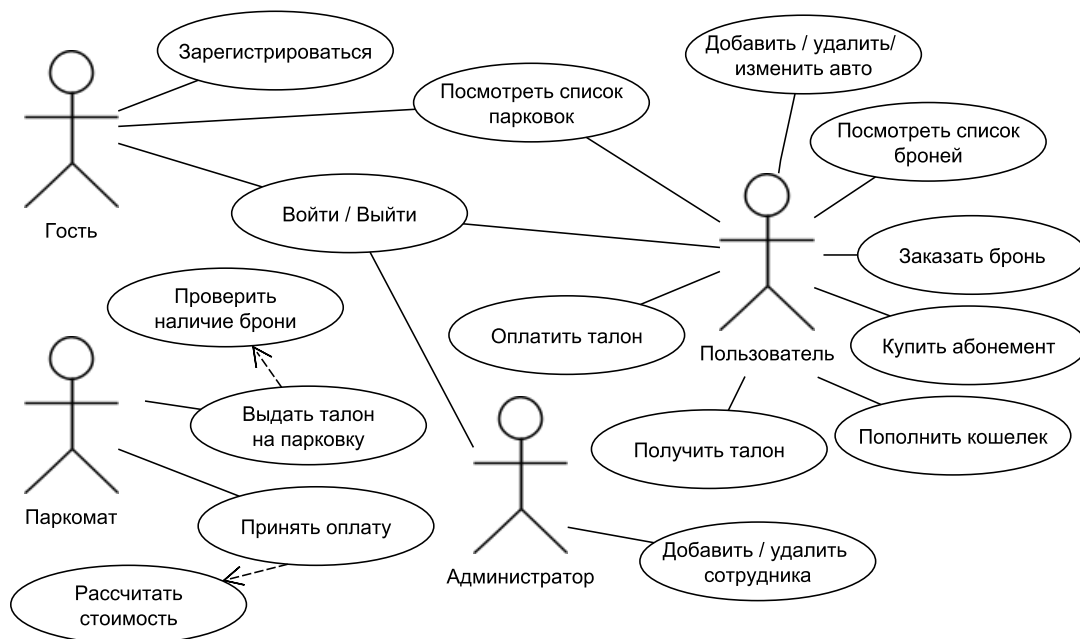 Зарегистрироваться
Добавить / удалить/
изменить авто
Посмотреть список
парковок
Посмотреть список
броней
Гость
Войти / Выйти
Заказать бронь
Проверить
наличие брони
Оплатить талон
Пользователь
Купить абонемент
Выдать талон
на парковку
Получить талон
Пополнить кошелек
Паркомат
Принять оплату
Администратор
Добавить / удалить
сотрудника
Рассчитать
стоимость